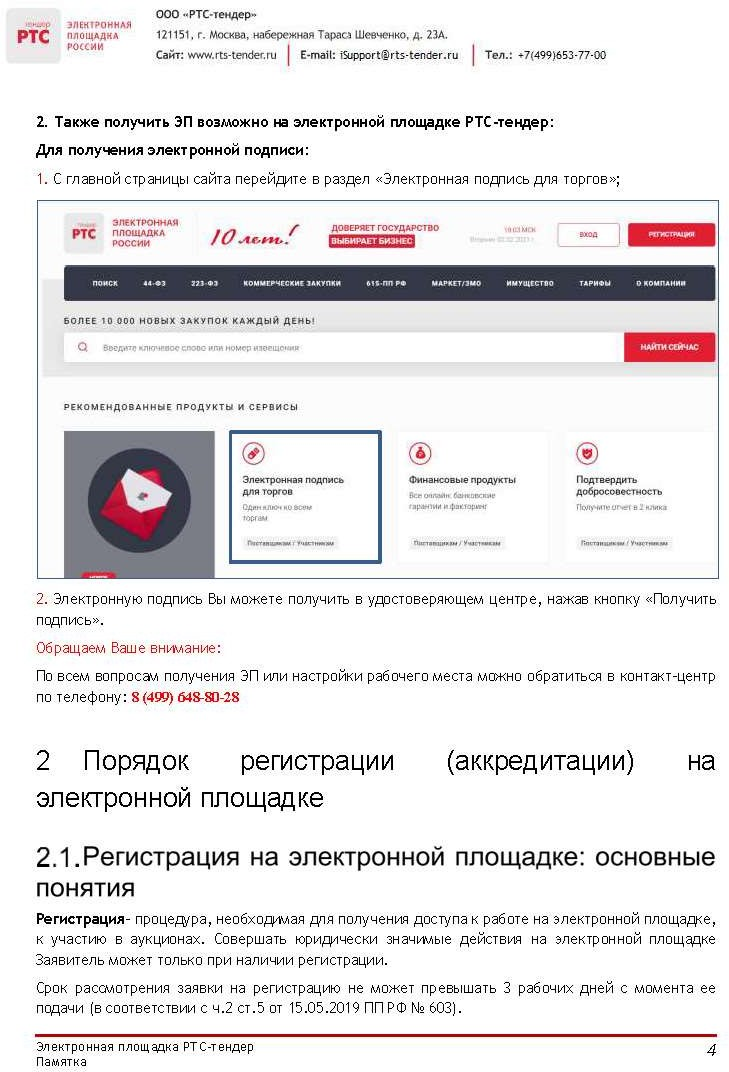 тендер
РТС
ЭЛЕКТРОННАЯ
ПЛОЩАДКА
РОССИИ
ООО «РТС-тендер»
121151, г. Москва, набережная Тараса Шевченко, д. 23А.
Сайт: www.rts-tender.ru E-mail: iSupport@rts-tender.ru Тел.: +7(499)653-77-00
2. Также получить ЭП возможно на электронной площадке РТС-тендер:
Для получения электронной подписи:
1. С главной страницы сайта перейдите в раздел «Электронная подпись для торгов»;
тендер
РТС
ЭЛЕКТРОННАЯ
ПЛОЩАДКА
РОССИИ
10 лет!
ДОВЕРЯЕТ ГОСУДАРСТВО
ВЫБИРАЕТ БИЗНЕС
19:03 МСК
Вторник 02.02.2021 г.
ВХОД
РЕГИСТРАЦИЯ
ПОИСК 44-ФЗ 223-ФЗ КОММЕРЧЕСКИЕ ЗАКУПКИ 615-ПП РФ МАРКЕТ/ЗМО ИМУЩЕСТВО ТАРИФЫ О КОМПАНИИ
БОЛЕЕ 10 000 НОВЫХ ЗАКУПОК КАЖДЫЙ ДЕНЬ!
Введите ключевое слово или номер извещения
НАЙТИ СЕЙЧАС
РЕКОМЕНДОВАННЫЕ ПРОДУКТЫ И СЕРВИСЫ
Электронная подпись
для торгов
Один ключ ко всем
торгам
Поставщикам / Участникам
Финансовые продукты
Все онлайн: банковские
гарантии и факторинг
Поставщикам / Участникам
Подтвердить
добросовестность
Получите отчет в 2 клика
Поставщикам / Участникам
2. Электронную подпись Вы можете получить в удостоверяющем центре, нажав кнопку «Получить
подпись».
Обращаем Ваше внимание:
По всем вопросам получения ЭП или настройки рабочего места можно обратиться в контакт-центр
по телефону: 8 (499) 648-80-28
2 Порядок регистрации (аккредитации) на
электронной площадке
2.1. Регистрация на электронной площадке: основные
понятия
Регистрация– процедура, необходимая для получения доступа к работе на электронной площадке,
к участию в аукционах. Совершать юридически значимые действия на электронной площадке
Заявитель может только при наличии регистрации.
Срок рассмотрения заявки на регистрацию не может превышать 3 рабочих дней с момента ее
подачи (в соответствии с ч.2 ст.5 от 15.05.2019 ПП РФ № 603).
Электронная площадка РТС-тендер
Памятка
4